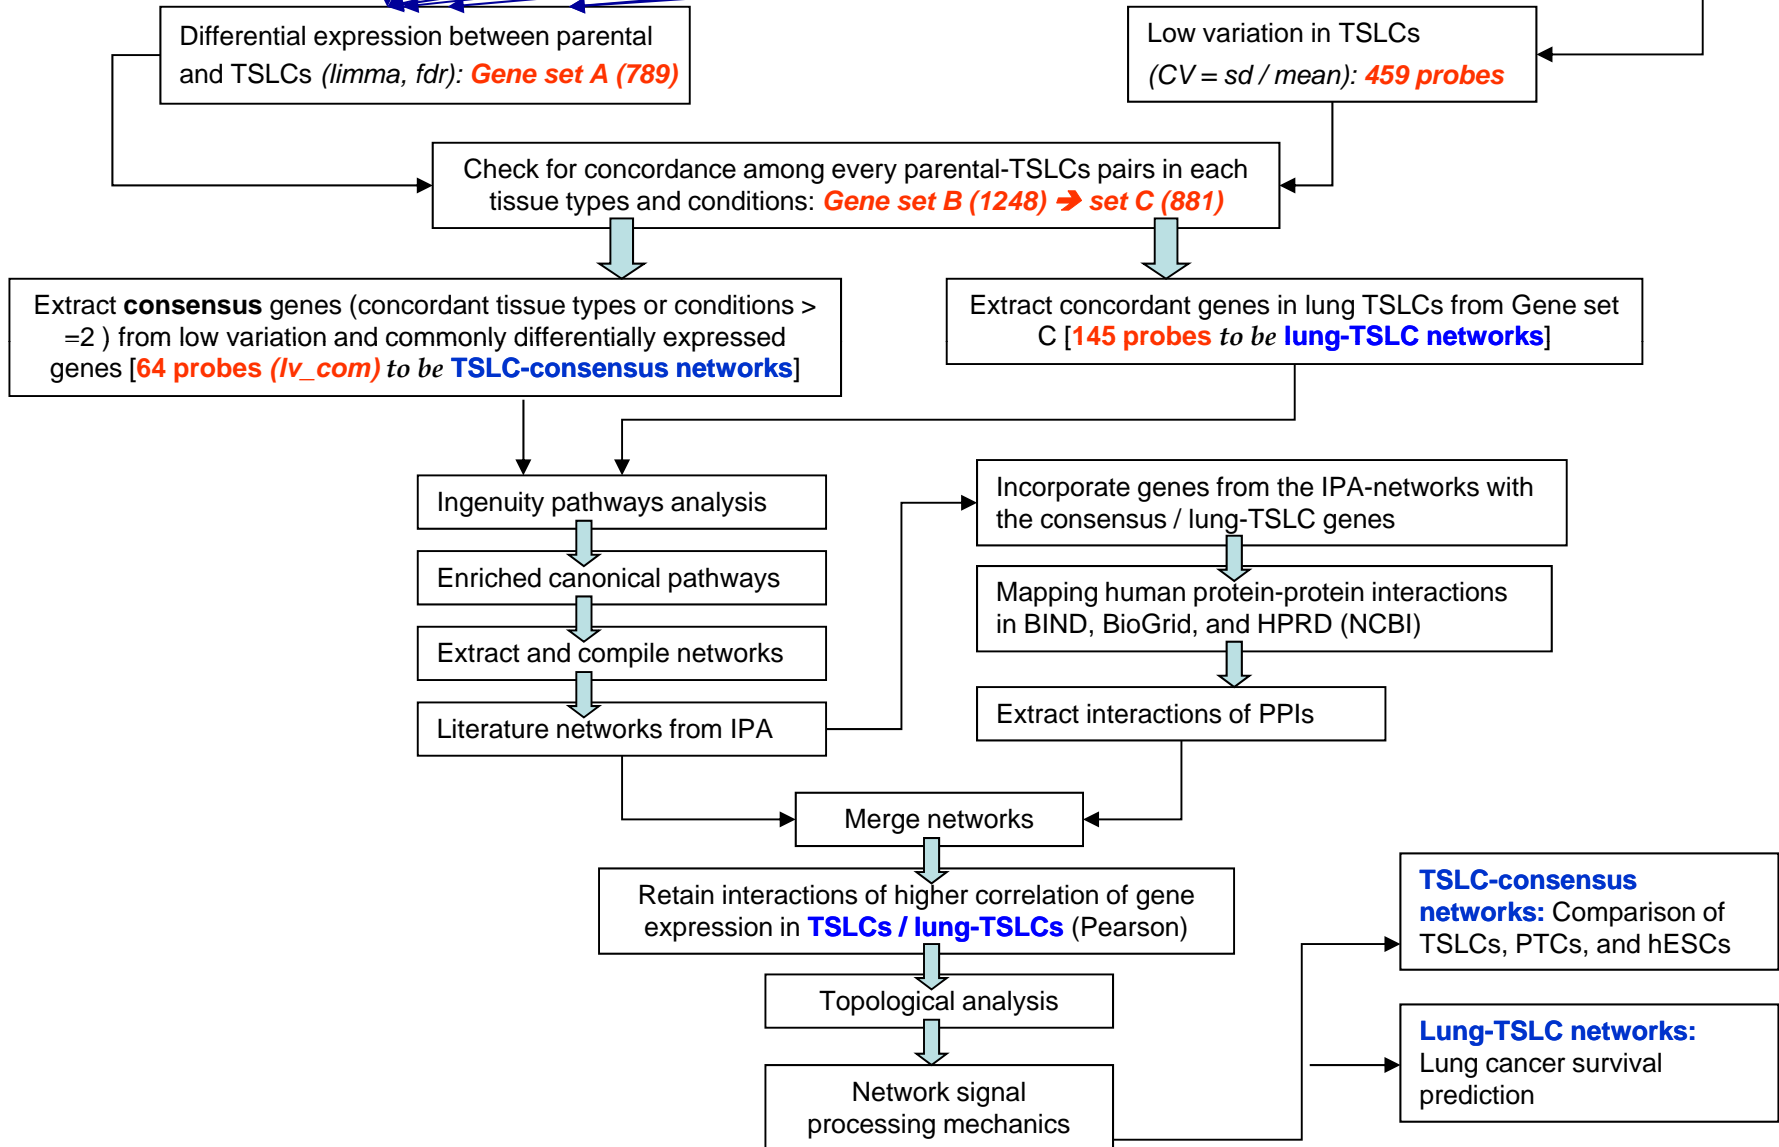 Differential expression between parental
and TSLCs (limma, fdr): Gene set A (789)
Low variation in TSLCs
(CV = sd / mean): 459 probes
Check for concordance among every parental-TSLCs pairs in each
tissue types and conditions: Gene set B (1248) ➔ set C (881)
Extract consensus genes (concordant tissue types or conditions >
=2 ) from low variation and commonly differentially expressed
genes [64 probes (lv_com) to be TSLC-consensus networks]
Extract concordant genes in lung TSLCs from Gene set
C [145 probes to be lung-TSLC networks]
Ingenuity pathways analysis
Enriched canonical pathways
Extract and compile networks
Literature networks from IPA
Incorporate genes from the IPA-networks with
the consensus / lung-TSLC genes
Mapping human protein-protein interactions
in BIND, BioGrid, and HPRD (NCBI)
Extract interactions of PPIs
Merge networks
Retain interactions of higher correlation of gene
expression in TSLCs / lung-TSLCs (Pearson)
Topological analysis
Network signal
processing mechanics
TSLC-consensus
networks: Comparison of
TSLCs, PTCs, and hESCs
Lung-TSLC networks:
Lung cancer survival
prediction